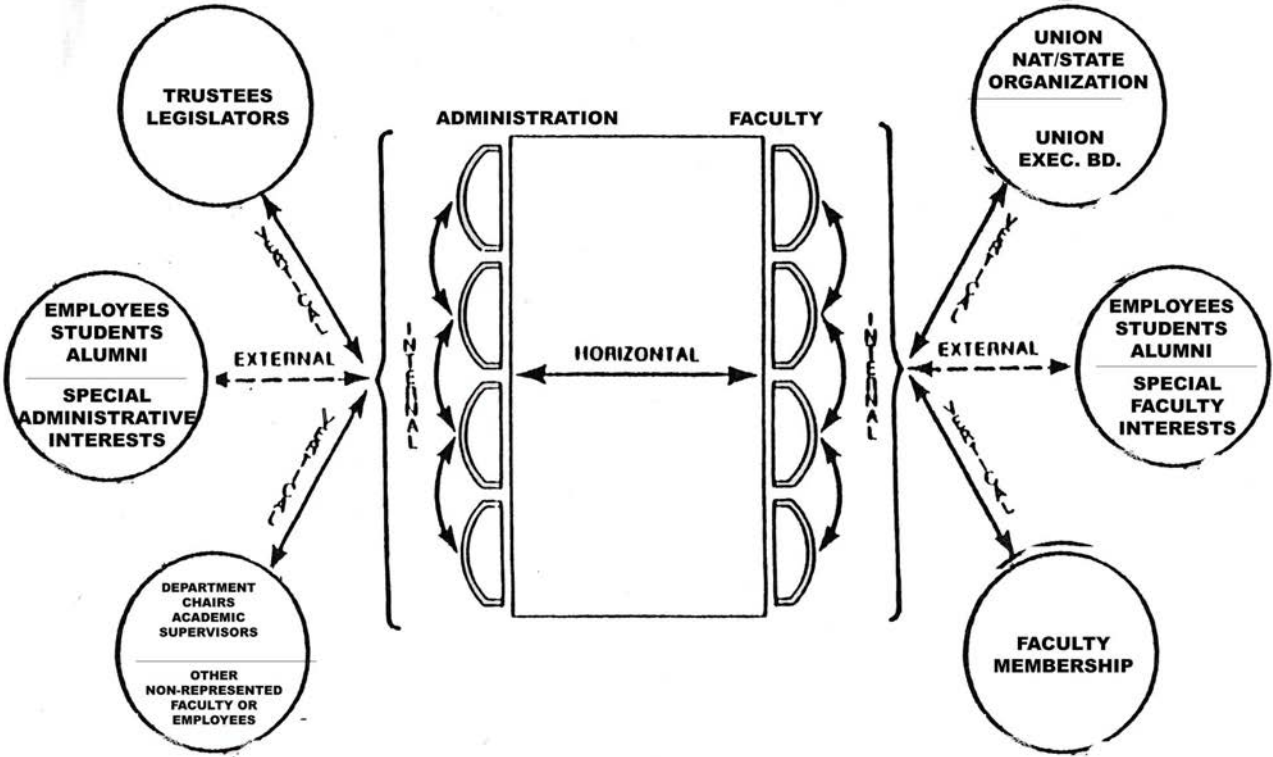 TRUSTEES
LEGISLATORS
UNION
NAT/STATE
ORGANIZATION
UNION
EXEC. BD.
ADMINISTRATION
FACULTY
VERTICAL
VERTICAL
EMPLOYEES
STUDENTS
ALUMNI
SPECIAL
ADMINISTRATIVE
INTERESTS
EXTERNAL
INTERNAL
HORIZONTAL
INTERNAL
EXTERNAL
EMPLOYEES
STUDENTS
ALUMNI
SPECIAL
FACULTY
INTERESTS
VERTICAL
VERTICAL
DEPARTMENT
CHAIRS
ACADEMIC
SUPERVISORS
OTHER
NON-REPRESENTED
FACULTY OR
EMPLOYEES
FACULTY
MEMBERSHIP